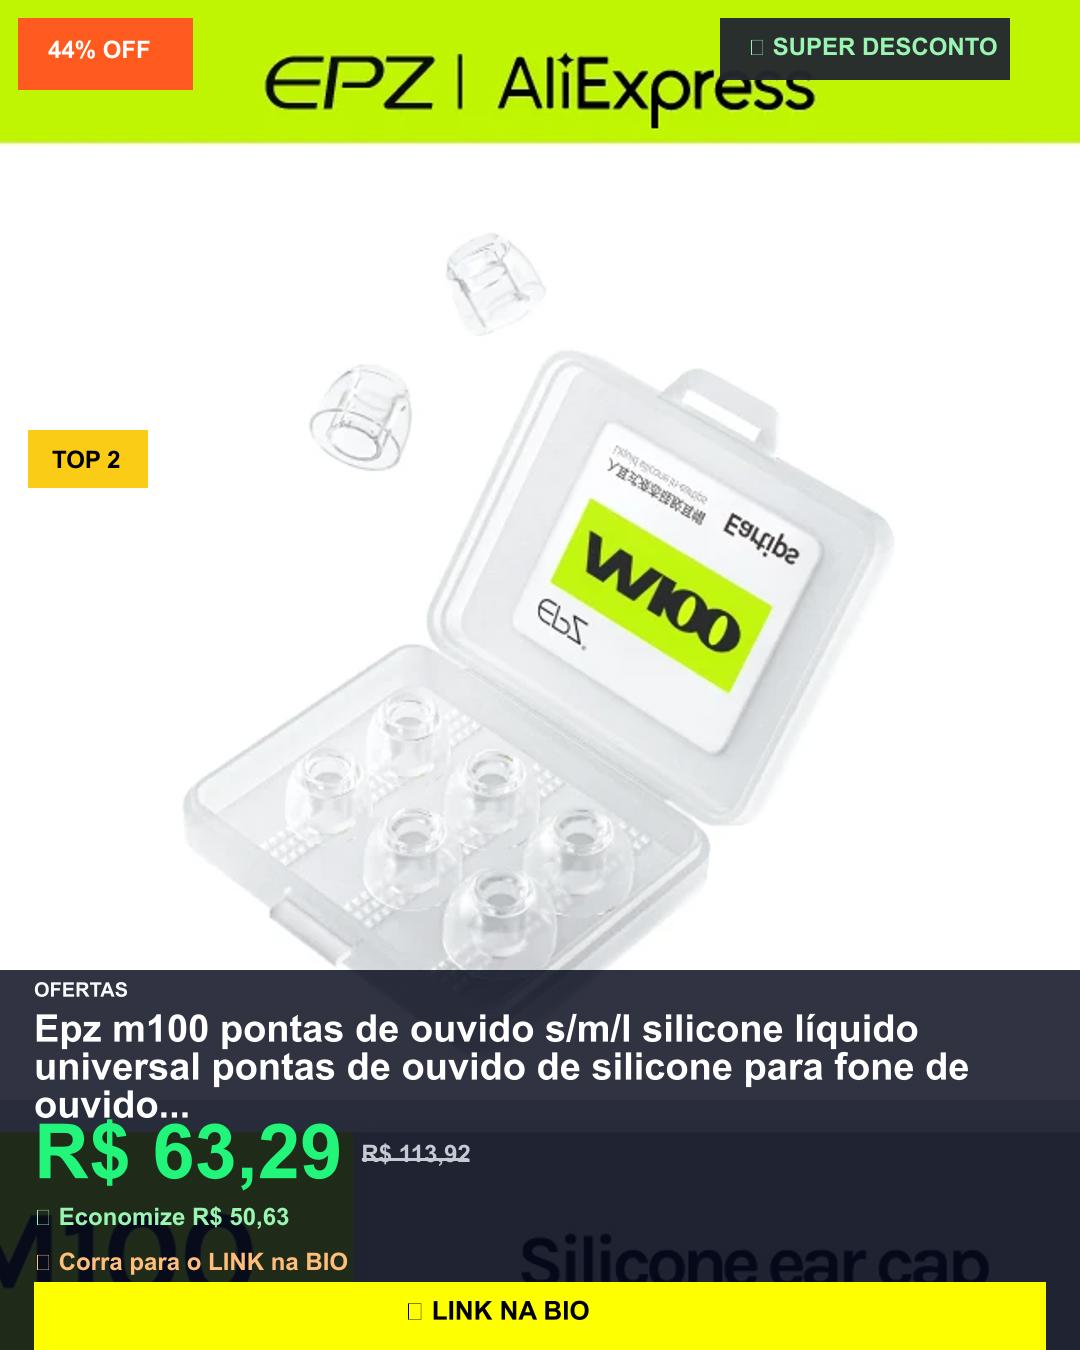 44% OFF
SUPER DESCONTO
EPZ | AliExpress
TOP 2
Eartips
W100
EPZ
OFERTAS
Epz m100 pontas de ouvido s/m/l silicone líquido
universal pontas de ouvido de silicone para fone de
ouvido...
R$ 63,29 R$ 113,92
Economize R$ 50,63
Corra para o LINK na BIO
M100
Silicone ear cap
LINK NA BIO